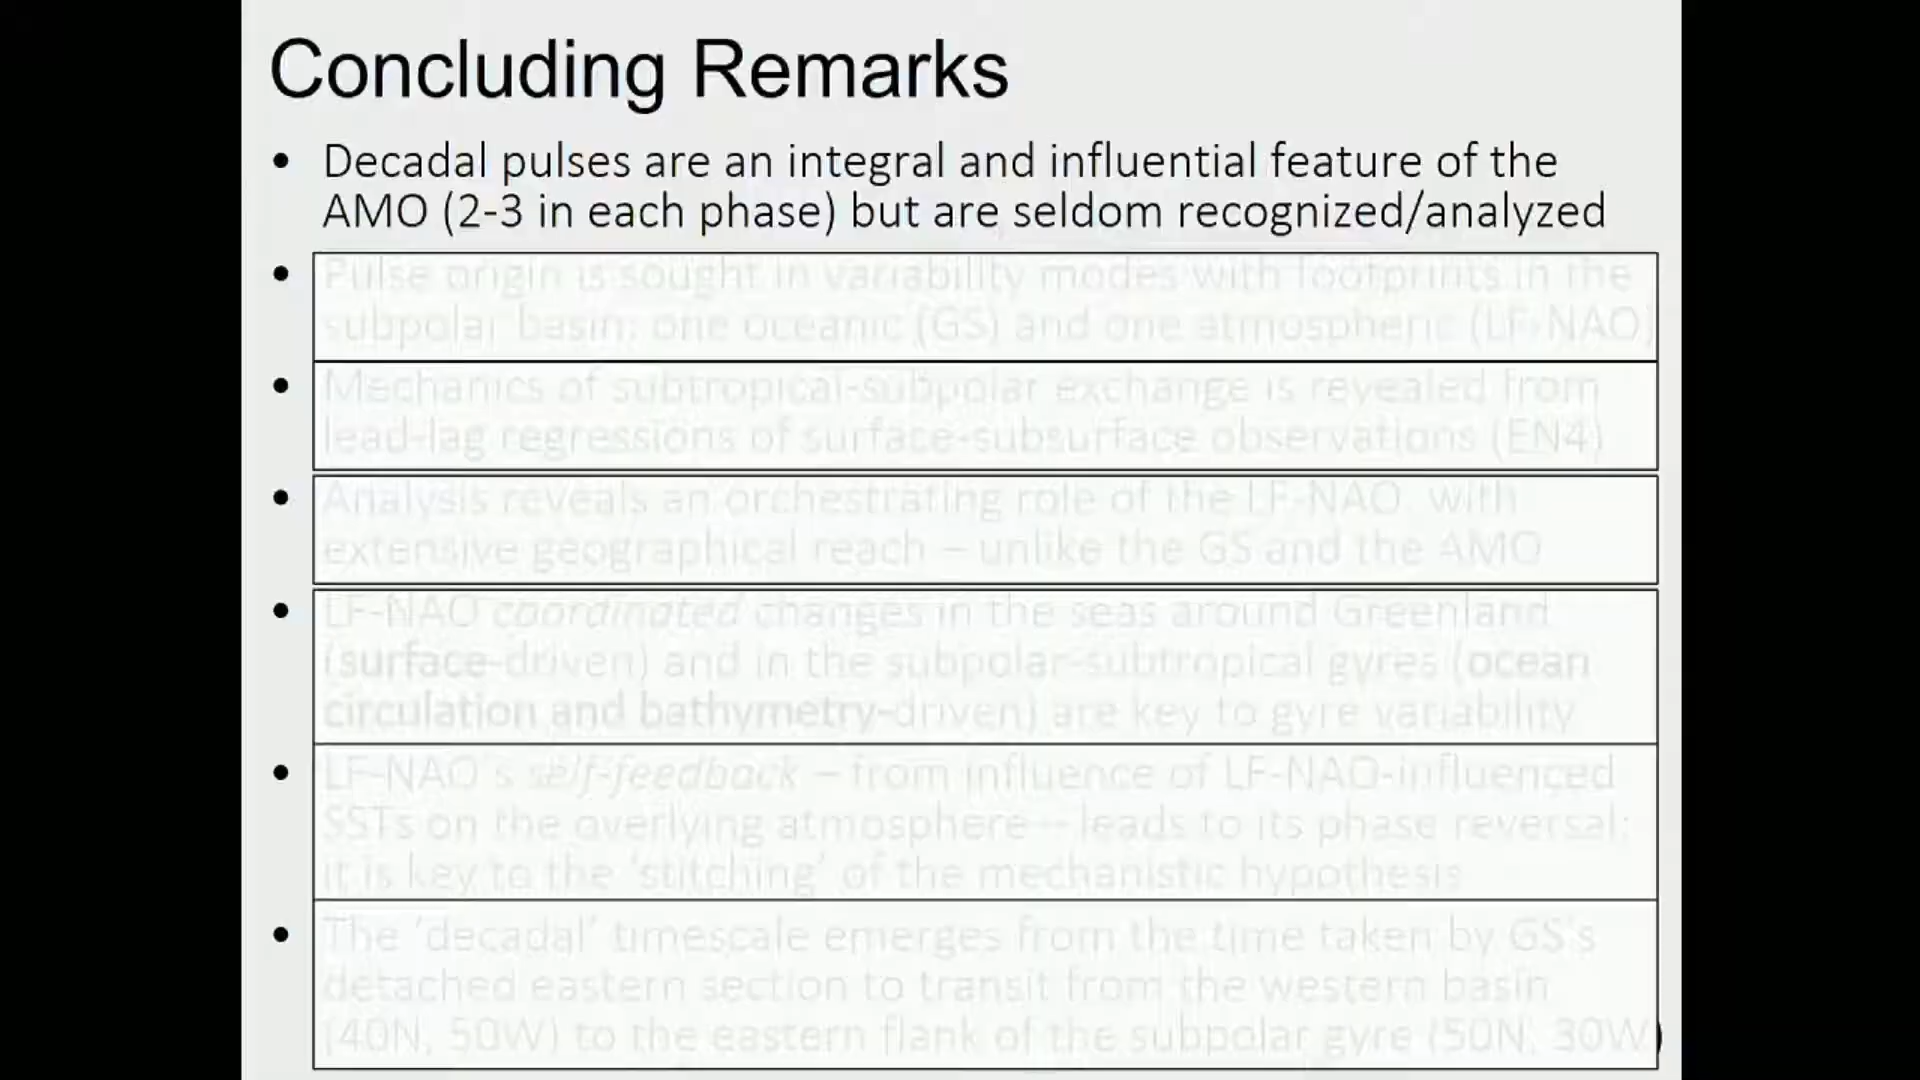 Concluding Remarks
• Decadal pulses are an integral and influential feature of the
AMO (2-3 in each phase) but are seldom recognized/analyzed
• Pulse origin is sought in variability modes with footprints in the
subpolar basin: one oceanic (GS) and one atmospheric (LF-NAO)
• Mechanics of subtropical-subpolar exchange is revealed from
lead-lag regressions of surface-subsurface observations (EN4)
• Analysis reveals an orchestrating role of the LF-NAO, with
extensive geographical reach – unlike the GS and the AMO
• LF-NAO coordinated changes in the seas around Greenland
(surface-driven) and in the subpolar-subtropical gyres (ocean
circulation and bathymetry-driven) are key to gyre variability
• LF-NAO's self-feedback – from influence of LF-NAO-influenced
SSTs on the overlying atmosphere – leads to its phase reversal;
it is key to the 'stitching' of the mechanistic hypothesis
• The 'decadal' timescale emerges from the time taken by GS's
detached eastern section to transit from the western basin
(40N, 50W) to the eastern flank of the subpolar gyre (50N, 30W)